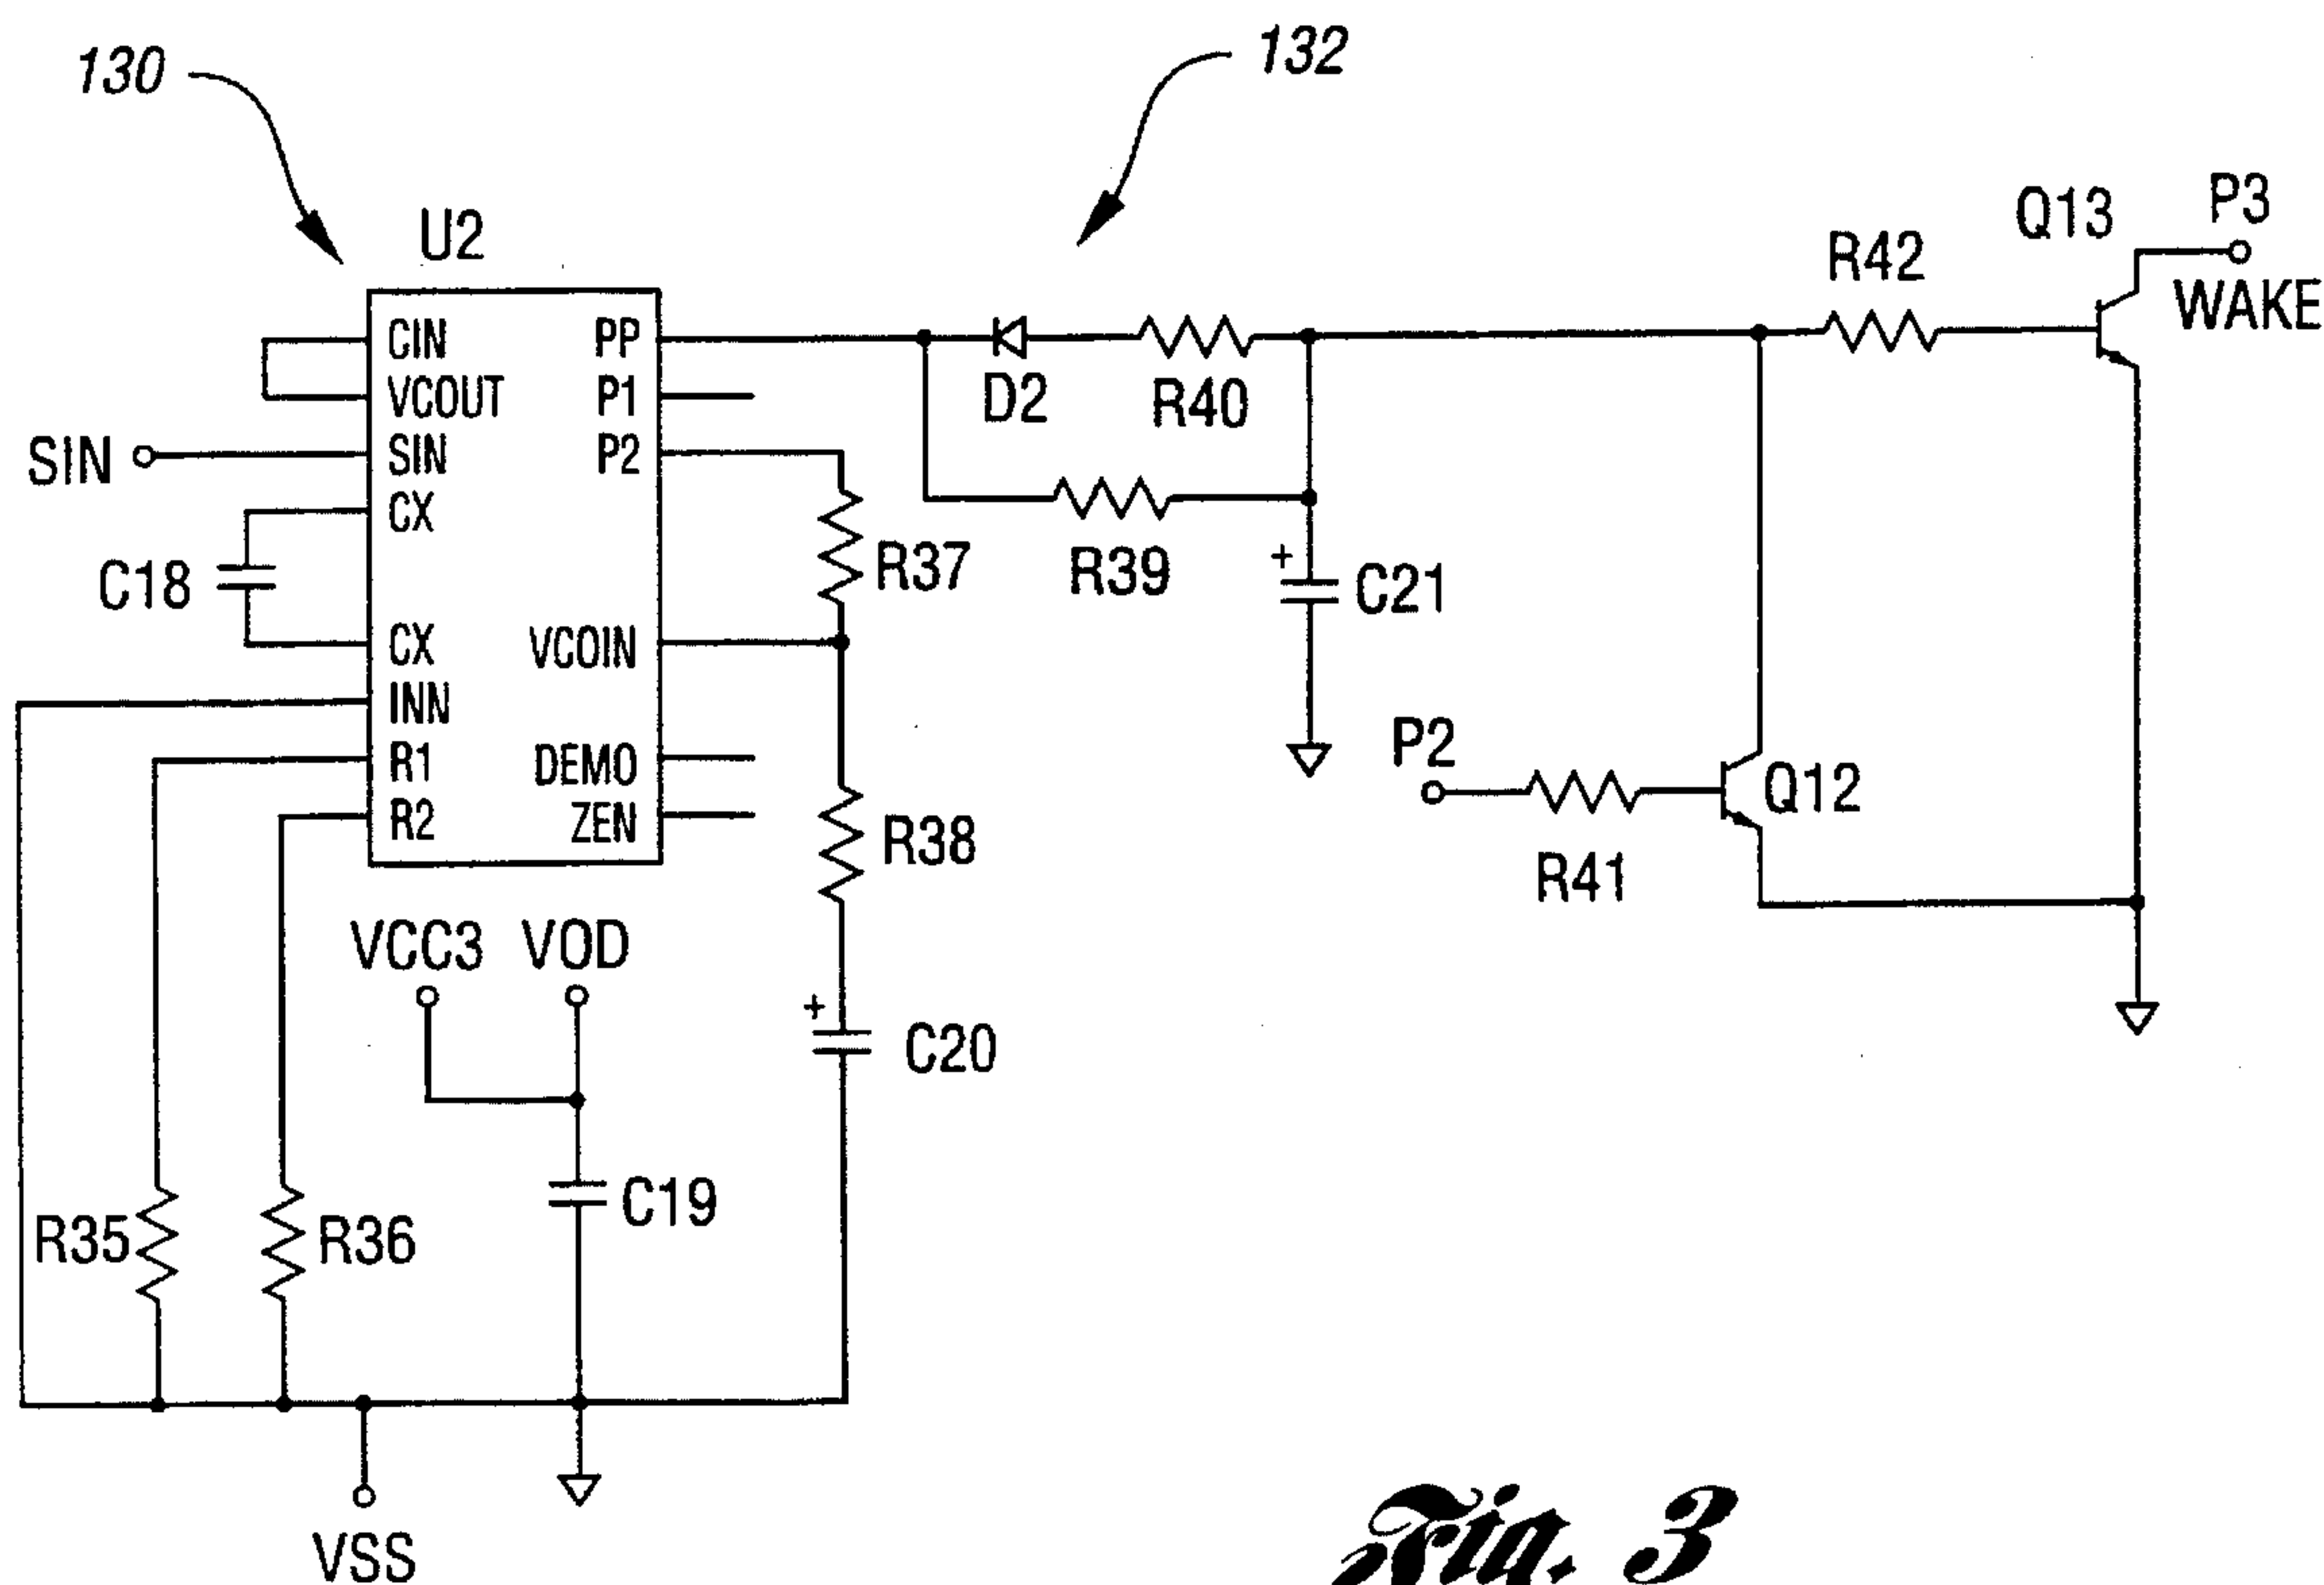 130
132
U2
CIN
VCOUT
SIN
CX
CX
INN
R1
R2
PP
P1
P2
VCOIN
DEMO
ZEN
SIN
C18
R35
R36
VCC3
VOD
C19
VSS
R37
R38
+
C20
D2
R40
R39
+
C21
R42
Q13
P3
WAKE
P2
R41
Q12
Fig. 3